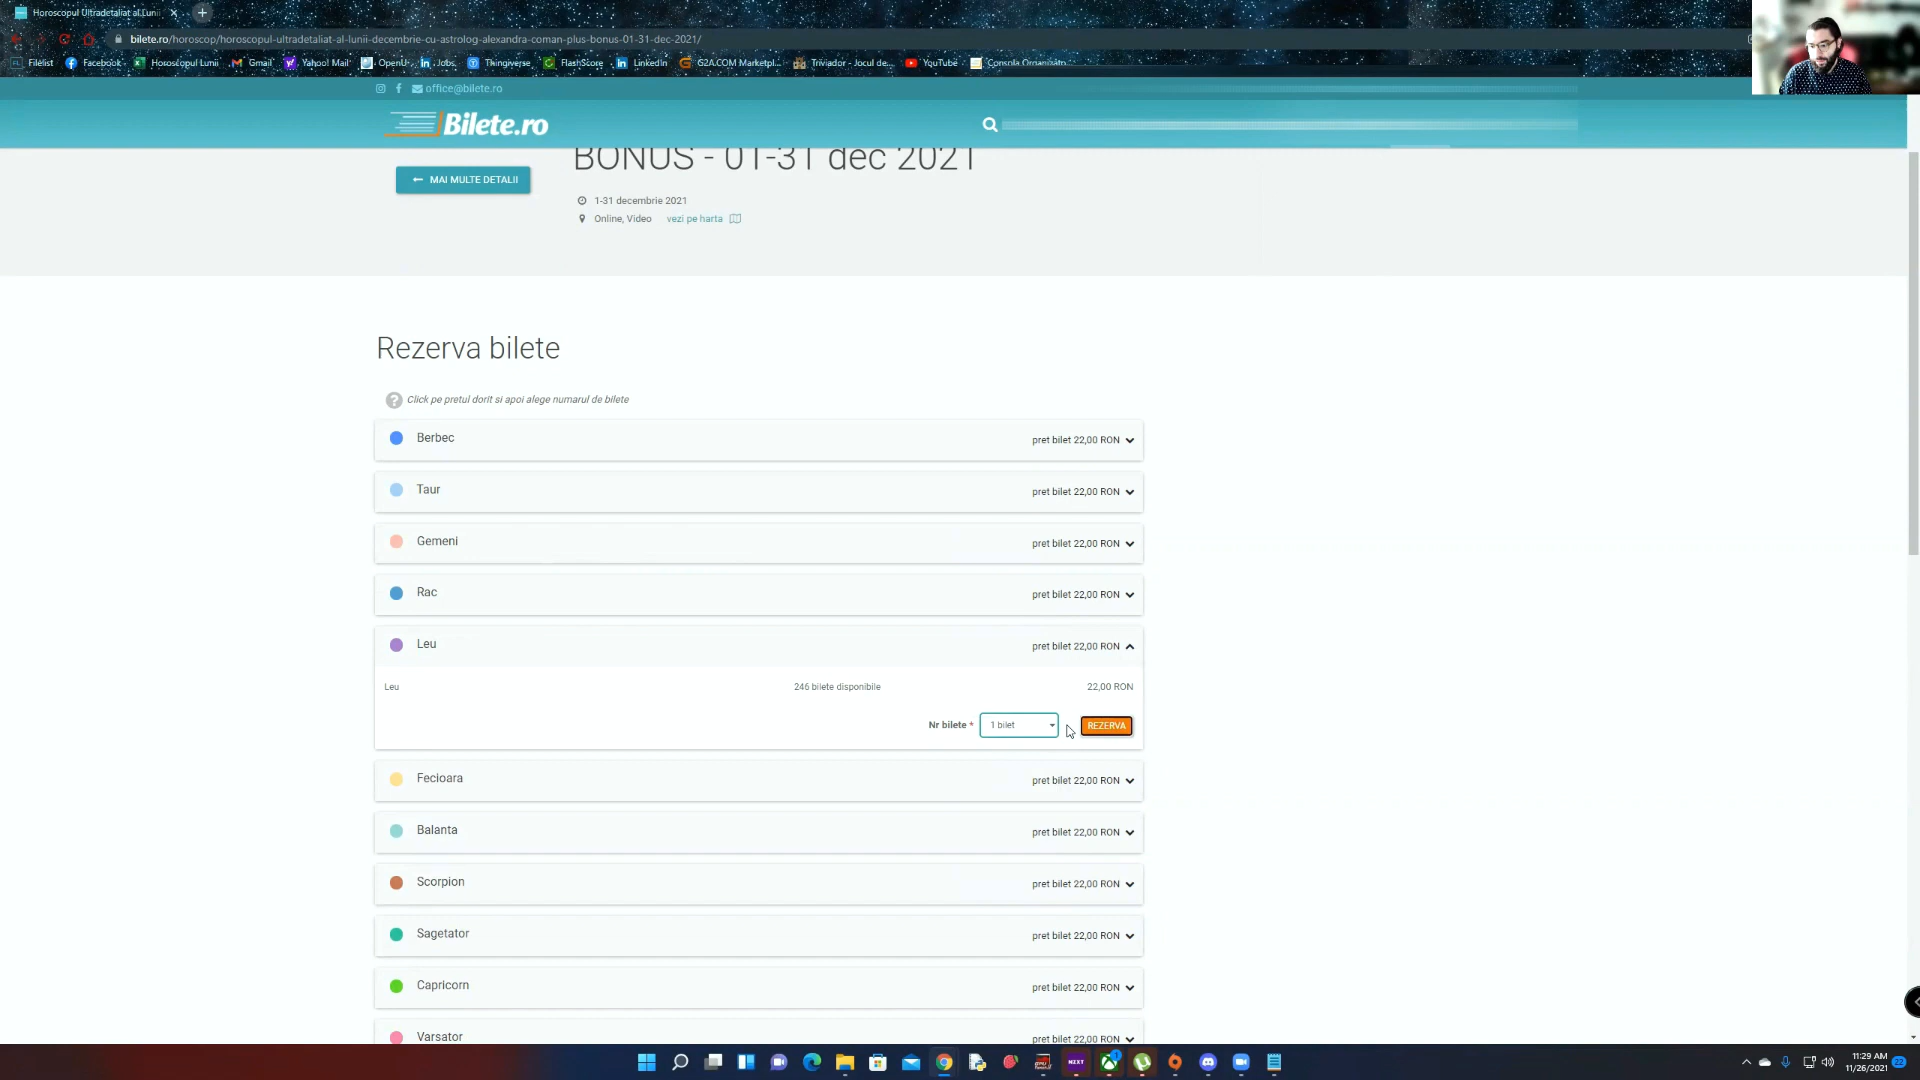 Horoscopul Ultradetaliat al Lunii
bilete.ro/horoscop/horoscopul-ultradetaliat-al-lunii-decembrie-cu-astrolog-alexandra-coman-plus-bonus-01-31-dec-2021/
Filelist Facebook Horoscopul Lunii Gmail Yahoo! Mail OpenU Jobs Thingiverse FlashScore LinkedIn G2A.COM Marketpl... Triviador - Jocul de... YouTube Consola Organizato...
office@bilete.ro
Bilete.ro
BONUS - 01-31 dec 2021
MAI MULTE DETALII
1-31 decembrie 2021
Online, Video vezi pe harta
Rezerva bilete
Click pe pretul dorit si apoi alege numarul de bilete
Berbec pret bilet 22,00 RON
Taur pret bilet 22,00 RON
Gemeni pret bilet 22,00 RON
Rac pret bilet 22,00 RON
Leu pret bilet 22,00 RON
Leu 246 bilete disponibile 22,00 RON
Nr bilete * 1 bilet REZERVA
Fecioara pret bilet 22,00 RON
Balanta pret bilet 22,00 RON
Scorpion pret bilet 22,00 RON
Sagetator pret bilet 22,00 RON
Capricorn pret bilet 22,00 RON
Varsator pret bilet 22,00 RON
11:29 AM
11/26/2021
22